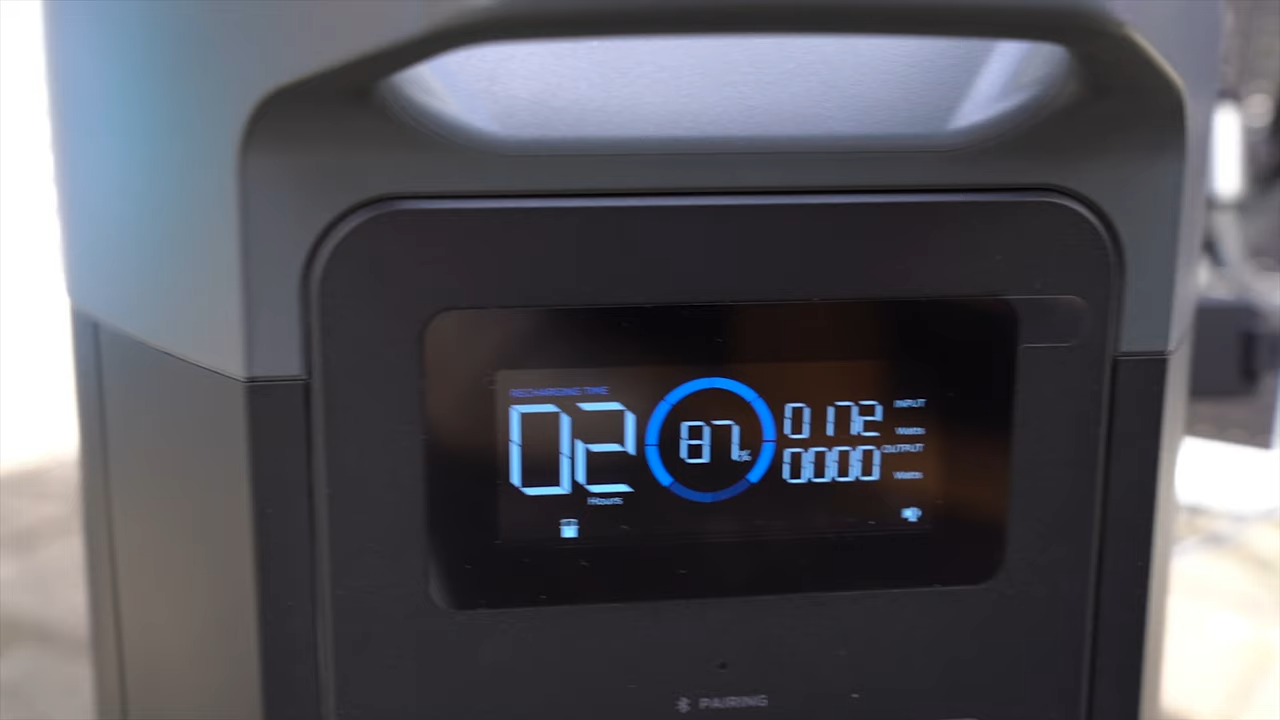 RECHARGING TIME
02
Hours
87%
0172
INPUT
Watts
0000
OUTPUT
Watts
PAIRING